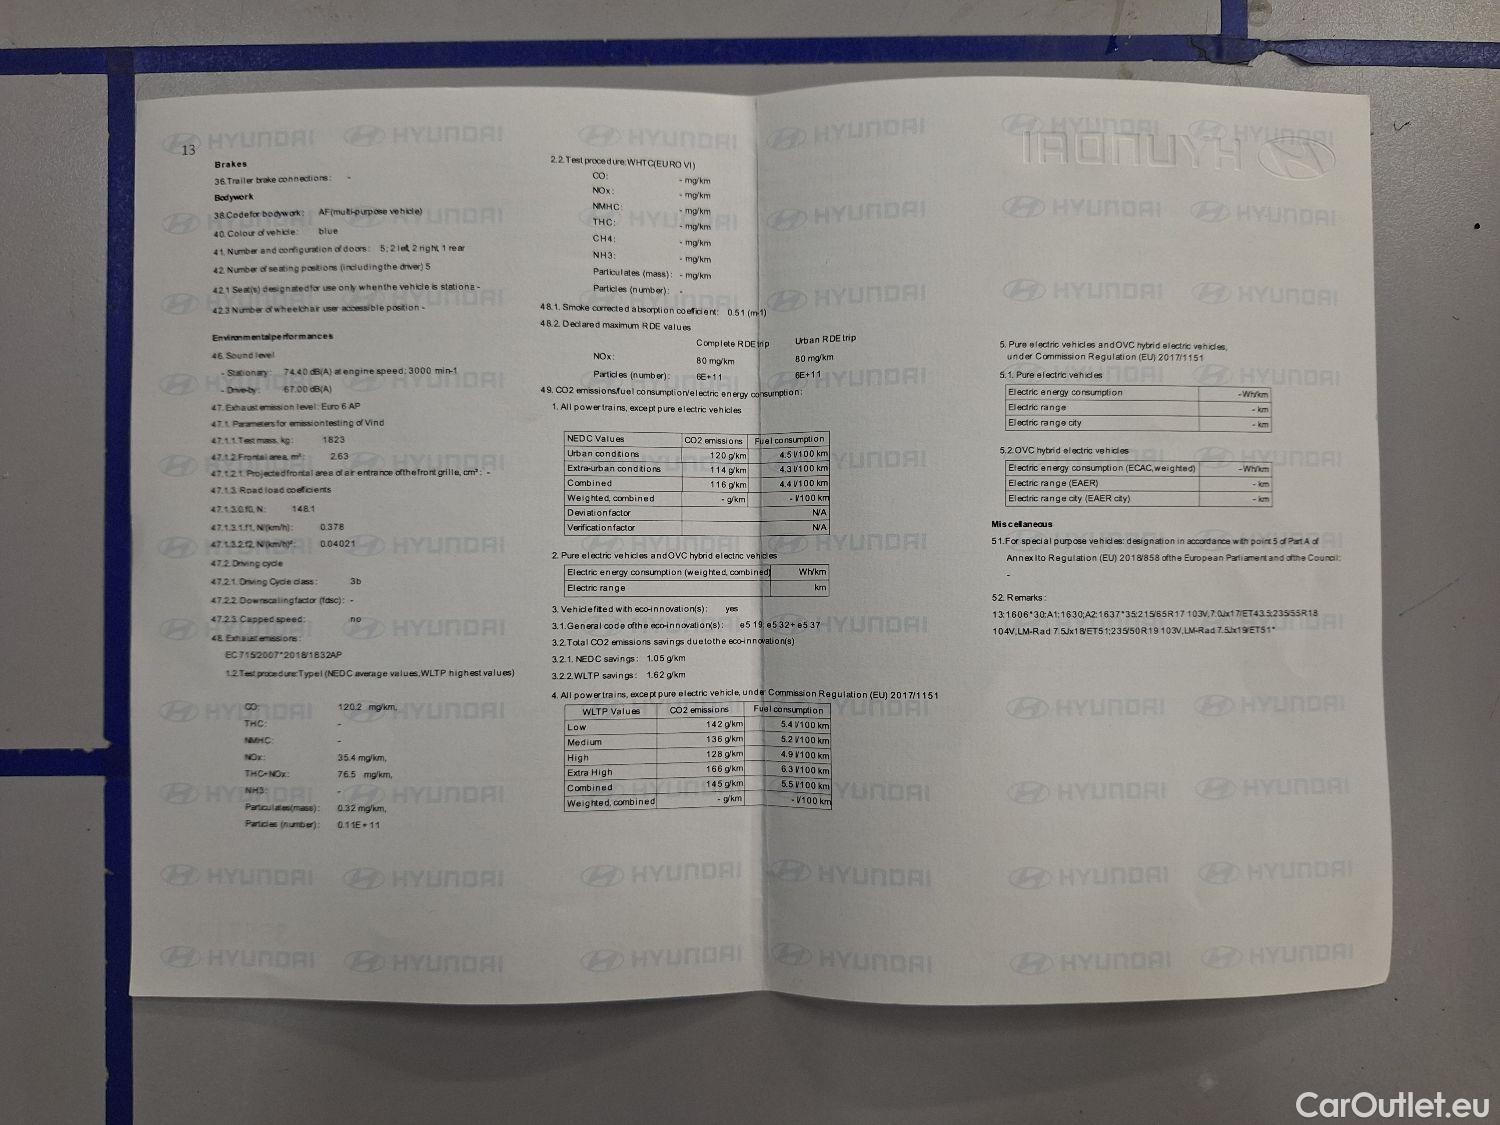 13
Brakes
36.Trailer brake connections: -
Bodywork
38.Code for bodywork: AF(multi-purpose vehicle)
40.Colour of vehicle: blue
41. Number and configuration of doors: 5; 2 left, 2 right, 1 rear
42. Number of seating positions (including the driver) 5
42.1 Seat(s) designated for use only when the vehicle is stationa -
42.3 Number of wheelchair user accessible position -
Environmental performances
46. Sound level
- Stationary: 74.40 dB(A) at engine speed: 3000 min-1
- Drive-by: 67.00 dB(A)
47. Exhaust emission level: Euro 6 AP
47.1. Parameters for emission testing of Vind
47.1.1.Test mass, kg: 1823
47.1.2.Frontal area, m²: 2.63
47.1.2.1. Projected frontal area of air entrance of the front grille, cm²: -
47.1.3. Road load coefficients
47.1.3.0.f0, N: 148.1
47.1.3.1.f1, N/(km/h): 0.378
47.1.3.2.f2, N/(km/h)²: 0.04021
47.2. Driving cycle
47.2.1. Driving Cycle class: 3b
47.2.2. Downscaling factor (fdsc): -
47.2.3. Capped speed: no
48. Exhaust emissions:
EC 715/2007*2018/1832AP
1.2.Test procedure: Type I (NEDC average values, WLTP highest values)
CO: 120.2 mg/km,
THC: -
NMHC: -
NOx: 35.4 mg/km,
THC+NOx: 76.5 mg/km,
NH3: -
Particulates(mass): 0.32 mg/km,
Particles (number): 0.11E+11
2.2.Test procedure: WHTC(EURO VI)
CO: - mg/km
NOx: - mg/km
NMHC: - mg/km
THC: - mg/km
CH4: - mg/km
NH3: - mg/km
Particulates (mass): - mg/km
Particles (number): -
48.1. Smoke corrected absorption coefficient: 0.51 (m-1)
48.2. Declared maximum RDE values
Complete RDE trip Urban RDE trip
NOx: 80 mg/km 80 mg/km
Particles (number): 6E+11 6E+11
49. CO2 emissions/fuel consumption/electric energy consumption:
1. All power trains, except pure electric vehicles
NEDC Values CO2 emissions Fuel consumption
Urban conditions 120 g/km 4.5 l/100 km
Extra-urban conditions 114 g/km 4.3 l/100 km
Combined 116 g/km 4.4 l/100 km
Weighted, combined - g/km - l/100 km
Deviation factor N/A
Verification factor N/A
2. Pure electric vehicles and OVC hybrid electric vehicles
Electric energy consumption (weighted, combined) Wh/km
Electric range km
3. Vehicle fitted with eco-innovation(s): yes
3.1.General code of the eco-innovation(s): e5 19; e5 32+ e5 37
3.2.Total CO2 emissions savings due to the eco-innovation(s)
3.2.1. NEDC savings: 1.05 g/km
3.2.2.WLTP savings: 1.62 g/km
4. All power trains, except pure electric vehicle, under Commission Regulation (EU) 2017/1151
WLTP Values CO2 emissions Fuel consumption
Low 142 g/km 5.4 l/100 km
Medium 136 g/km 5.2 l/100 km
High 128 g/km 4.9 l/100 km
Extra High 166 g/km 6.3 l/100 km
Combined 145 g/km 5.5 l/100 km
Weighted, combined - g/km - l/100 km
HYUNDAI
5. Pure electric vehicles and OVC hybrid electric vehicles,
under Commission Regulation (EU) 2017/1151
5.1. Pure electric vehicles
Electric energy consumption - Wh/km
Electric range - km
Electric range city - km
5.2.OVC hybrid electric vehicles
Electric energy consumption (ECAC,weighted) - Wh/km
Electric range (EAER) - km
Electric range city (EAER city) - km
Miscellaneous
51.For special purpose vehicles: designation in accordance with point 5 of Part A of
Annex I to Regulation (EU) 2018/858 of the European Parliament and of the Council:
-
52. Remarks:
13:1606*30;A1:1630;A2:1637*35:215/65R17 103V,7.0Jx17/ET43.5;235/55R18
104V,LM-Rad 7.5Jx18/ET51;235/50R19 103V,LM-Rad 7.5Jx19/ET51*
CarOutlet.eu